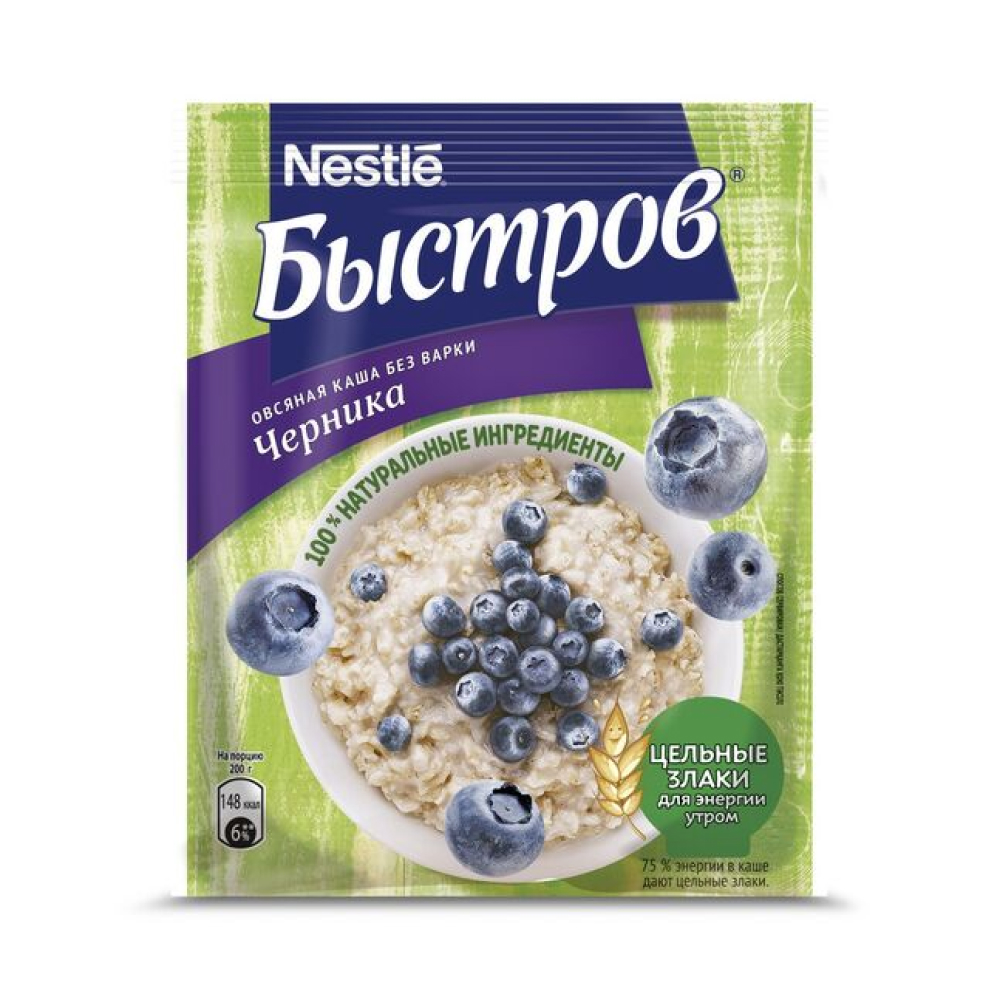 Nestlé®
Быстров®
ОВСЯНАЯ КАША БЕЗ ВАРКИ
Черника
100% НАТУРАЛЬНЫЕ ИНГРЕДИЕНТЫ
На порцию
200 г
148 ккал
6%**
ЦЕЛЬНЫЕ
ЗЛАКИ
для энергии
утром
75 % энергии в каше
дают цельные злаки.